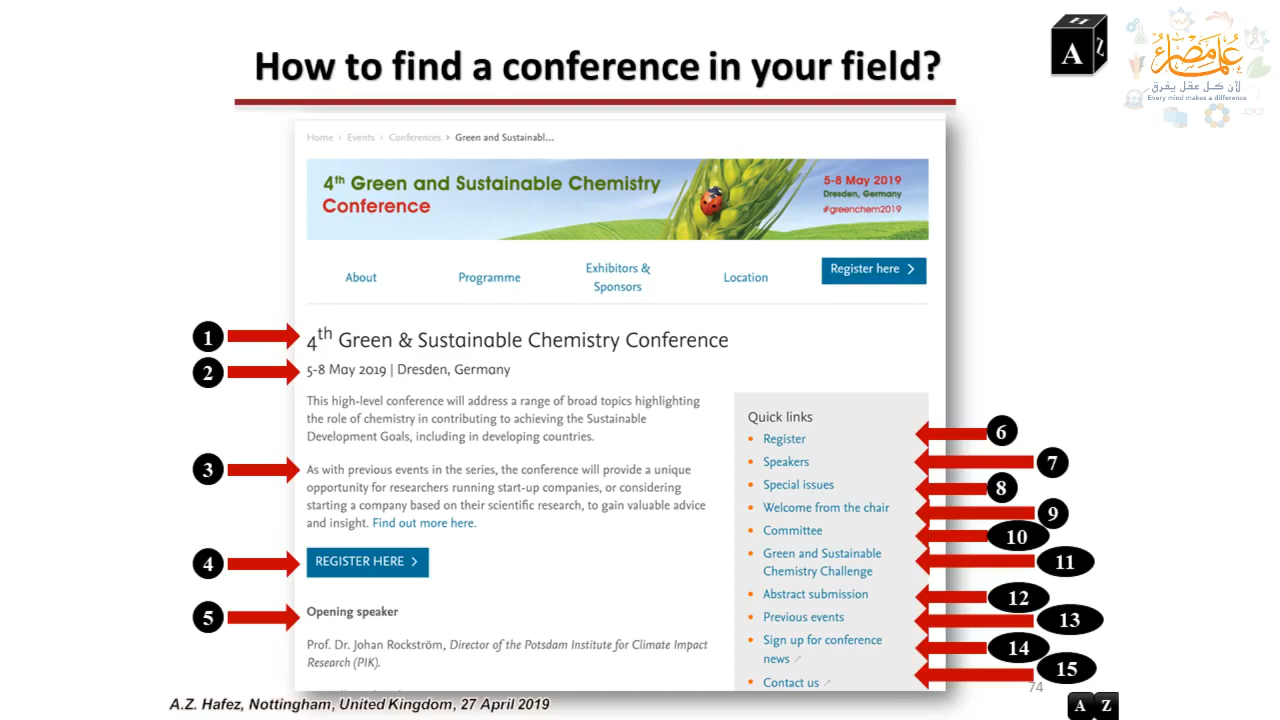 How to find a conference in your field?
H
A
Z
علماء مصر
لأن كل عقل يفرق
Every mind makes a difference
Home > Events > Conferences > Green and Sustainabl...
4th Green and Sustainable Chemistry
Conference
5-8 May 2019
Dresden, Germany
#greenchem2019
About
Programme
Exhibitors &
Sponsors
Location
Register here >
1
4th Green & Sustainable Chemistry Conference
2
5-8 May 2019 | Dresden, Germany
This high-level conference will address a range of broad topics highlighting
the role of chemistry in contributing to achieving the Sustainable
Development Goals, including in developing countries.
3
As with previous events in the series, the conference will provide a unique
opportunity for researchers running start-up companies, or considering
starting a company based on their scientific research, to gain valuable advice
and insight. Find out more here.
4
REGISTER HERE >
5
Opening speaker
Prof. Dr. Johan Rockström, Director of the Potsdam Institute for Climate Impact
Research (PIK).
Quick links
• Register
6
• Speakers
7
• Special issues
8
• Welcome from the chair
9
• Committee
10
• Green and Sustainable
Chemistry Challenge
11
• Abstract submission
12
• Previous events
13
• Sign up for conference
news
14
• Contact us
15
74
A.Z. Hafez, Nottingham, United Kingdom, 27 April 2019
A Z